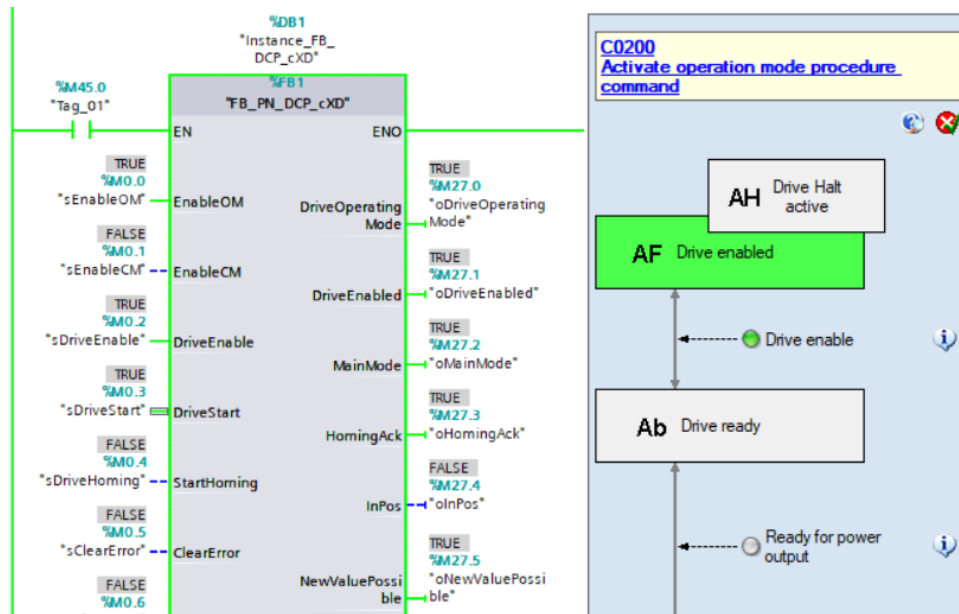 %DB1
"Instance_FB_
DCP_cXD"
%FB1
"FB_PN_DCP_cXD"
%M45.0
"Tag_01"
EN
ENO
TRUE
%M0.0
"sEnableOM"
EnableOM
FALSE
%M0.1
"sEnableCM"
EnableCM
TRUE
%M0.2
"sDriveEnable"
DriveEnable
TRUE
%M0.3
"sDriveStart"
DriveStart
FALSE
%M0.4
"sDriveHoming"
StartHoming
FALSE
%M0.5
"sClearError"
ClearError
FALSE
%M0.6
DriveOperating
Mode
TRUE
%M27.0
"oDriveOperating
Mode"
DriveEnabled
TRUE
%M27.1
"oDriveEnabled"
MainMode
TRUE
%M27.2
"oMainMode"
HomingAck
TRUE
%M27.3
"oHomingAck"
InPos
FALSE
%M27.4
"oInPos"
NewValuePossi
ble
TRUE
%M27.5
"oNewValuePossi
ble"
C0200
Activate operation mode procedure
command
AH Drive Halt
active
AF Drive enabled
Drive enable
Ab Drive ready
Ready for power
output